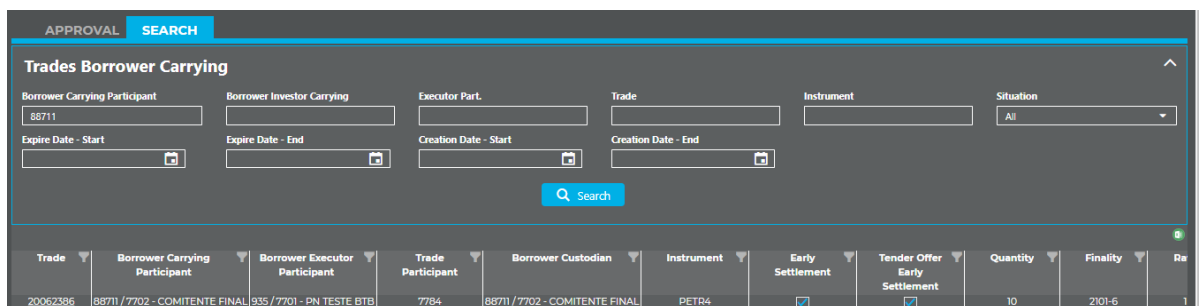 APPROVAL SEARCH
Trades Borrower Carrying
Borrower Carrying Participant Borrower Investor Carrying Executor Part. Trade Instrument Situation
88711 All
Expire Date - Start Expire Date - End Creation Date - Start Creation Date - End
Search
Trade Borrower Carrying Participant Borrower Executor Participant Trade Participant Borrower Custodian Instrument Early Settlement Tender Offer Early Settlement Quantity Finality Ra
20062386 88711 / 7702 - COMITENTE FINAL 935 / 7701 - PN TESTE BTB 7784 88711 / 7702 - COMITENTE FINAL PETR4 10 2101-6 1